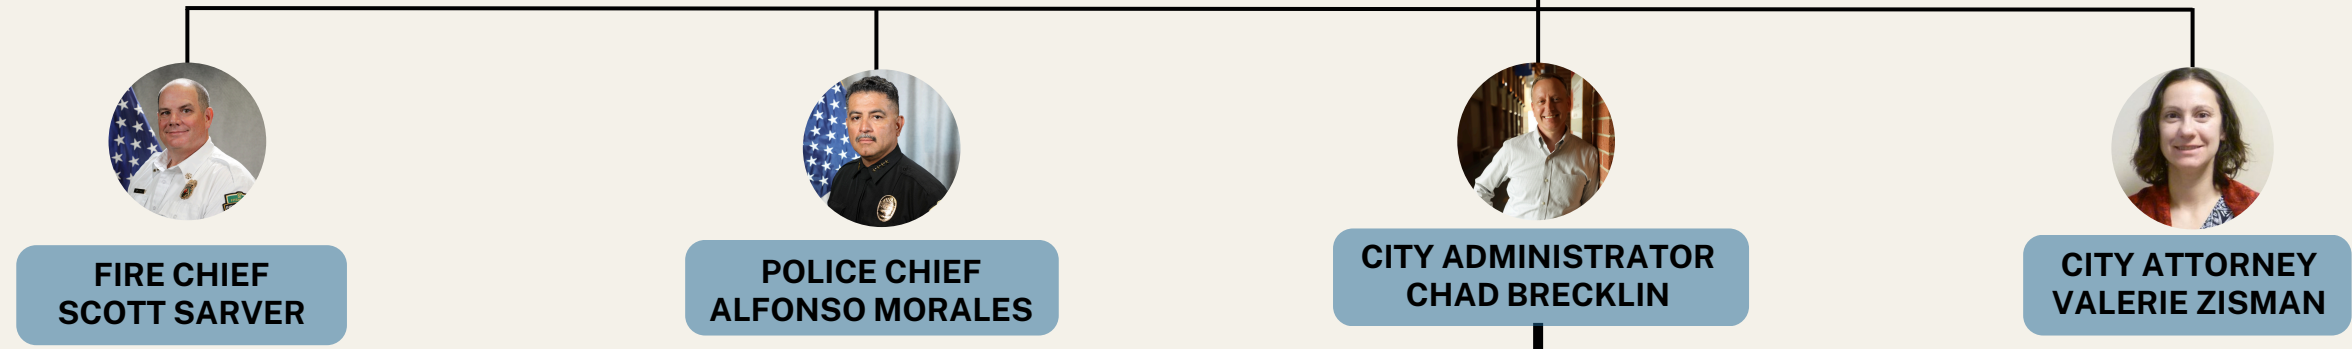 FIRE CHIEF
SCOTT SARVER
POLICE CHIEF
ALFONSO MORALES
CITY ADMINISTRATOR
CHAD BRECKLIN
CITY ATTORNEY
VALERIE ZISMAN